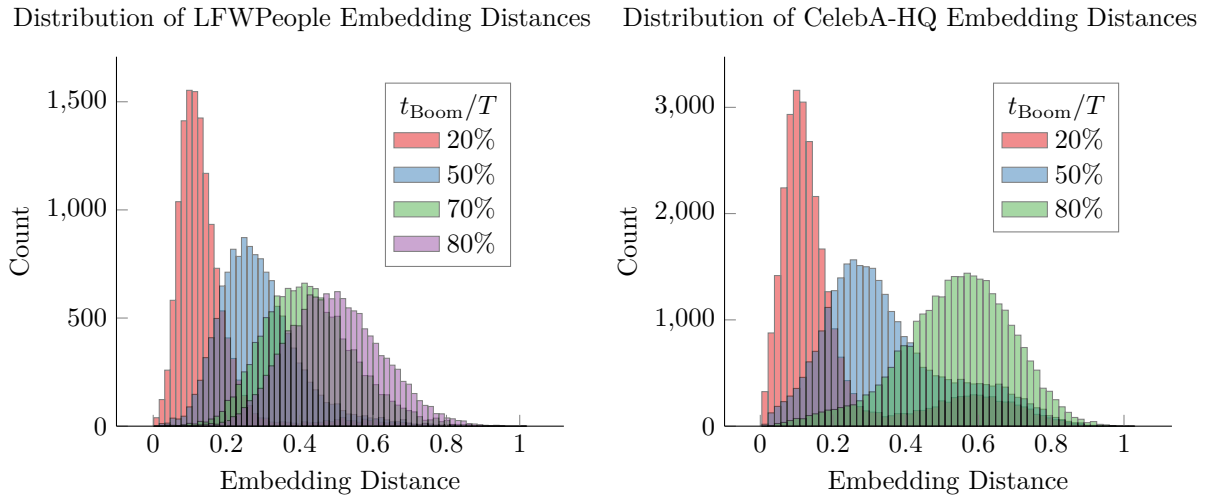 Distribution of LFWPeople Embedding Distances
1,500
1,000
500
0
Count
0 0.2 0.4 0.6 0.8 1
Embedding Distance
t_Boom/T
20%
50%
70%
80%
Distribution of CelebA-HQ Embedding Distances
3,000
2,000
1,000
0
Count
0 0.2 0.4 0.6 0.8 1
Embedding Distance
t_Boom/T
20%
50%
80%